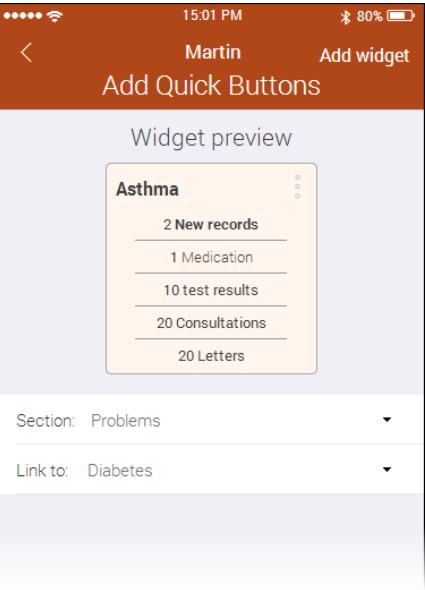 15:01 PM 80%
Martin Add widget
Add Quick Buttons
Widget preview
Asthma
2 New records
1 Medication
10 test results
20 Consultations
20 Letters
Section: Problems
Link to: Diabetes